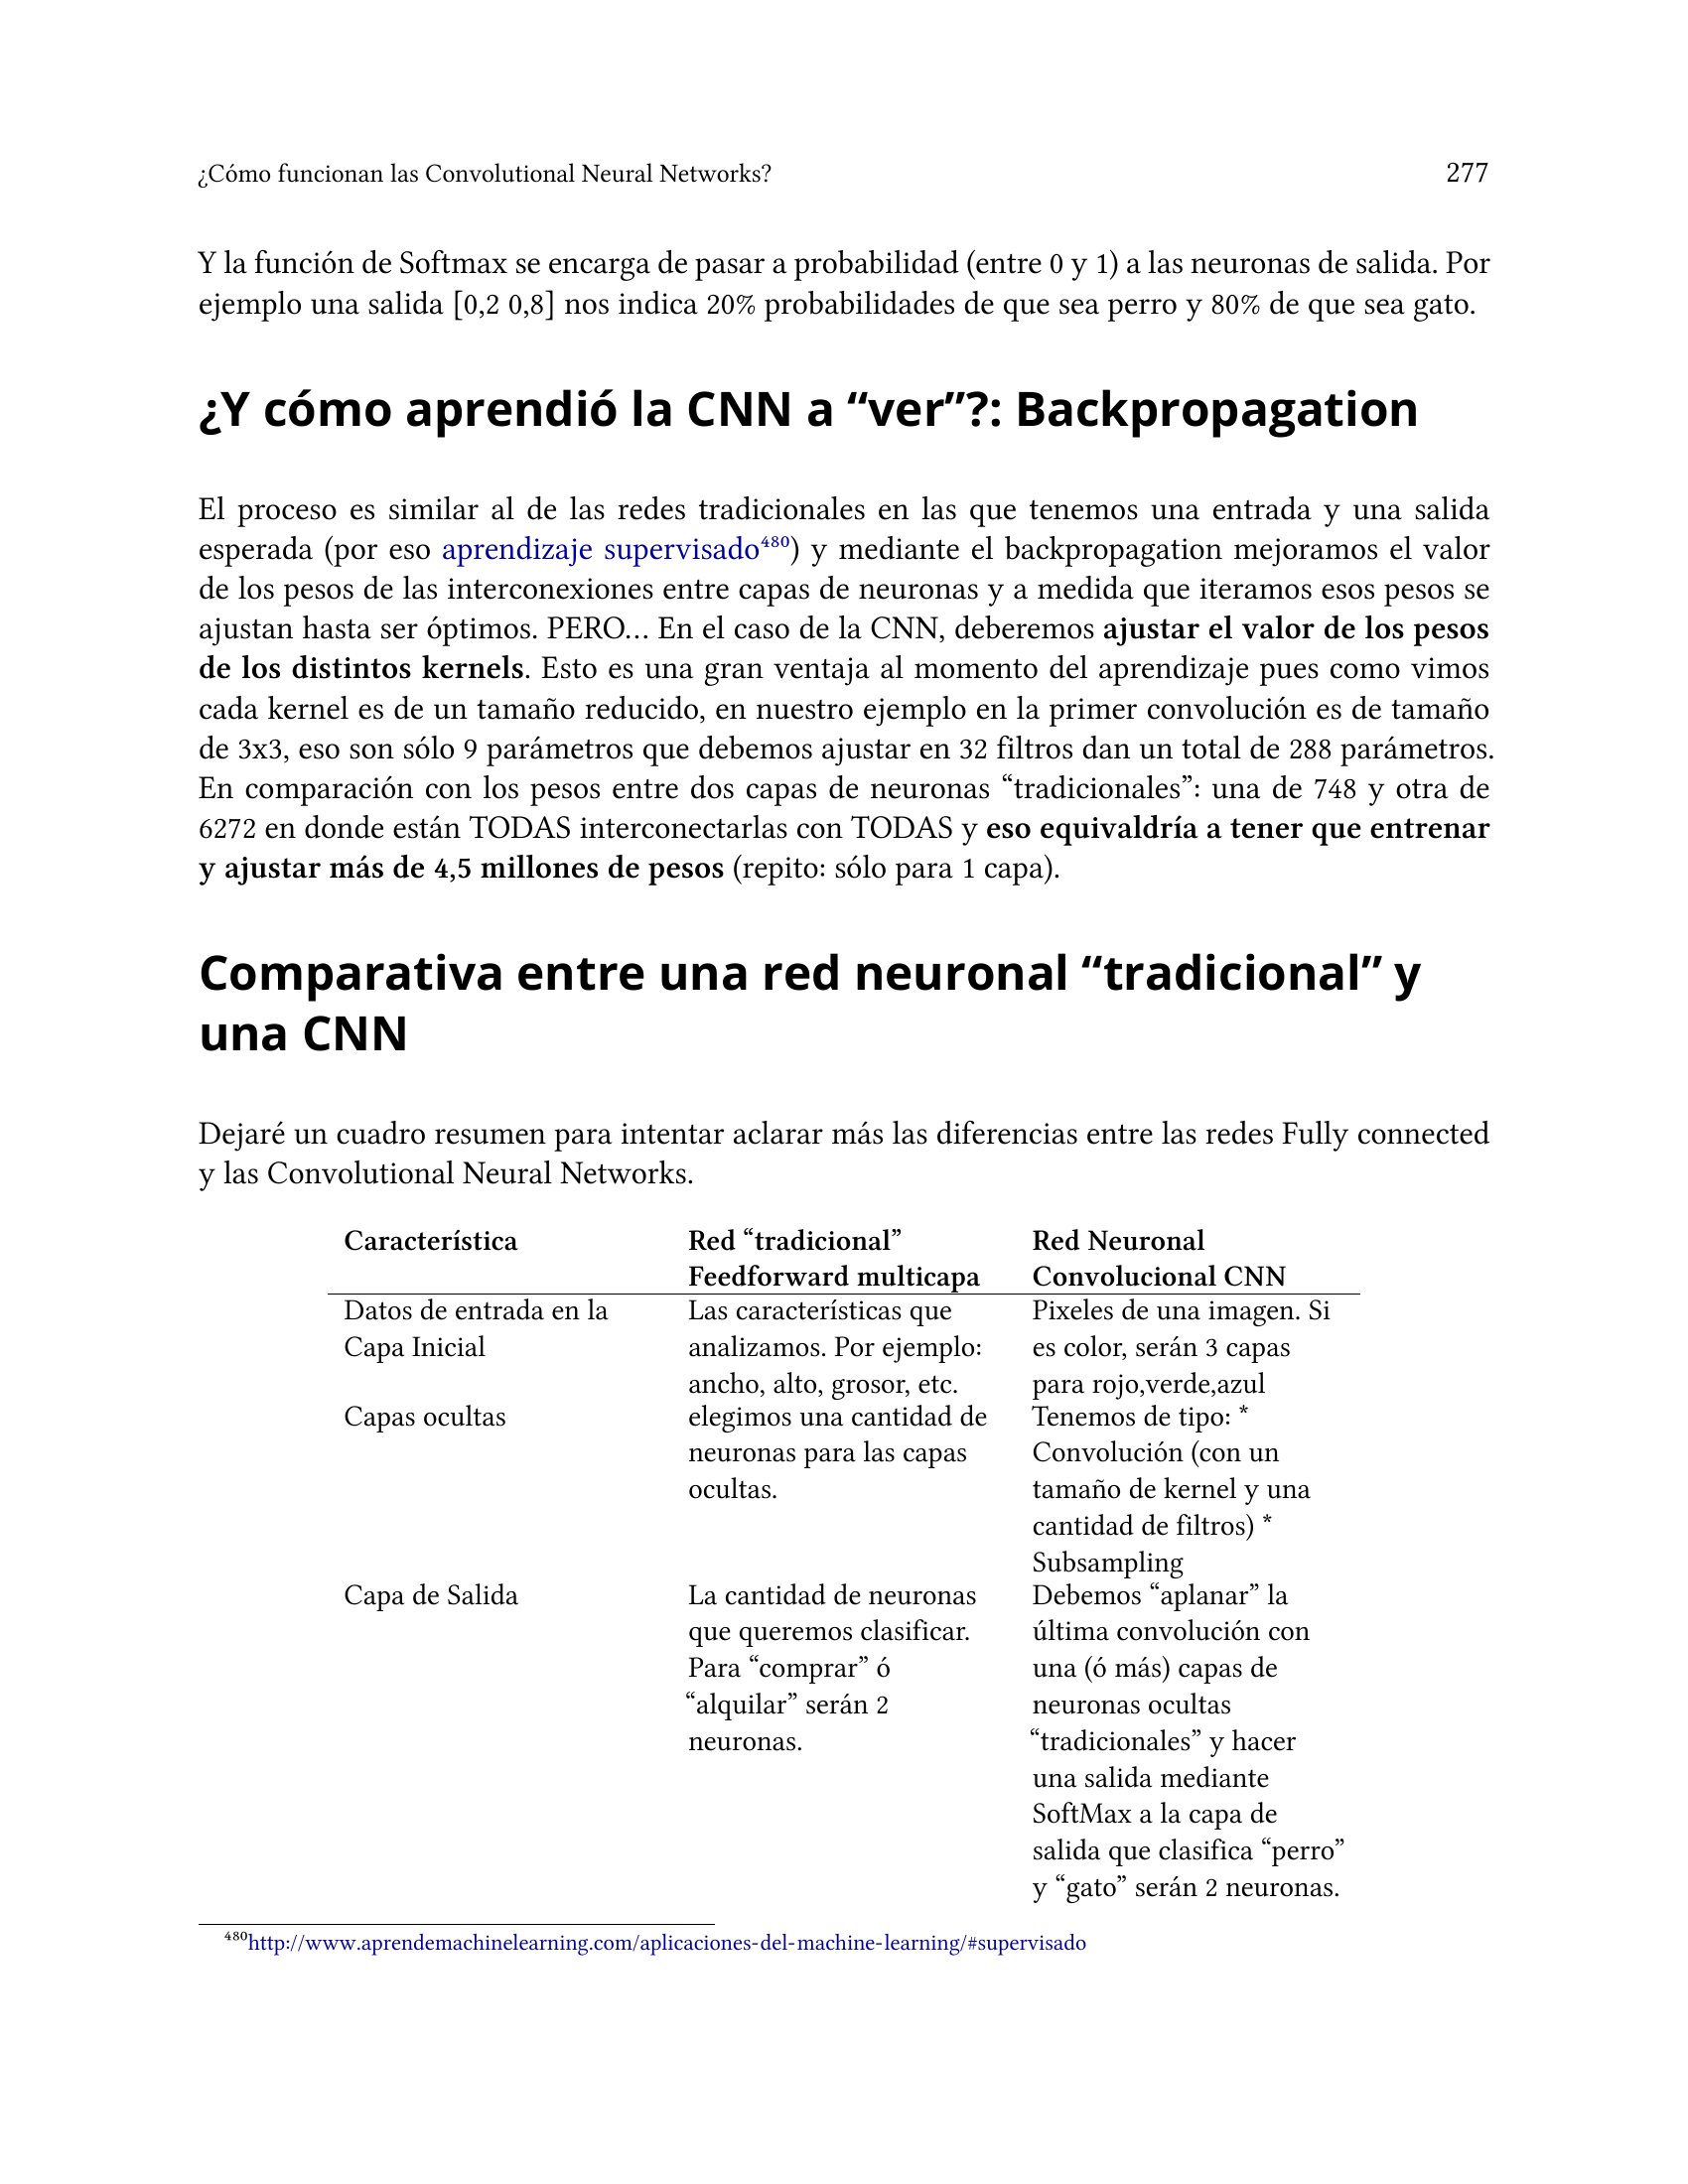 ¿Cómo funcionan las Convolutional Neural Networks? 277
Y la función de Softmax se encarga de pasar a probabilidad (entre 0 y 1) a las neuronas de salida. Por
ejemplo una salida [0,2 0,8] nos indica 20% probabilidades de que sea perro y 80% de que sea gato.
¿Y cómo aprendió la CNN a “ver”?: Backpropagation
El proceso es similar al de las redes tradicionales en las que tenemos una entrada y una salida
esperada (por eso aprendizaje supervisado⁴⁸⁰) y mediante el backpropagation mejoramos el valor
de los pesos de las interconexiones entre capas de neuronas y a medida que iteramos esos pesos se
ajustan hasta ser óptimos. PERO… En el caso de la CNN, deberemos ajustar el valor de los pesos
de los distintos kernels. Esto es una gran ventaja al momento del aprendizaje pues como vimos
cada kernel es de un tamaño reducido, en nuestro ejemplo en la primer convolución es de tamaño
de 3x3, eso son sólo 9 parámetros que debemos ajustar en 32 filtros dan un total de 288 parámetros.
En comparación con los pesos entre dos capas de neuronas “tradicionales”: una de 748 y otra de
6272 en donde están TODAS interconectarlas con TODAS y eso equivaldría a tener que entrenar
y ajustar más de 4,5 millones de pesos (repito: sólo para 1 capa).
Comparativa entre una red neuronal “tradicional” y
una CNN
Dejaré un cuadro resumen para intentar aclarar más las diferencias entre las redes Fully connected
y las Convolutional Neural Networks.
Característica Red “tradicional” Red Neuronal
Feedforward multicapa Convolucional CNN
Datos de entrada en la Las características que Pixeles de una imagen. Si
Capa Inicial analizamos. Por ejemplo: es color, serán 3 capas
ancho, alto, grosor, etc. para rojo,verde,azul
Capas ocultas elegimos una cantidad de Tenemos de tipo: *
neuronas para las capas Convolución (con un
ocultas. tamaño de kernel y una
cantidad de filtros) *
Subsampling
Capa de Salida La cantidad de neuronas Debemos “aplanar” la
que queremos clasificar. última convolución con
Para “comprar” ó una (ó más) capas de
“alquilar” serán 2 neuronas ocultas
neuronas. “tradicionales” y hacer
una salida mediante
SoftMax a la capa de
salida que clasifica “perro”
y “gato” serán 2 neuronas.
⁴⁸⁰http://www.aprendemachinelearning.com/aplicaciones-del-machine-learning/#supervisado